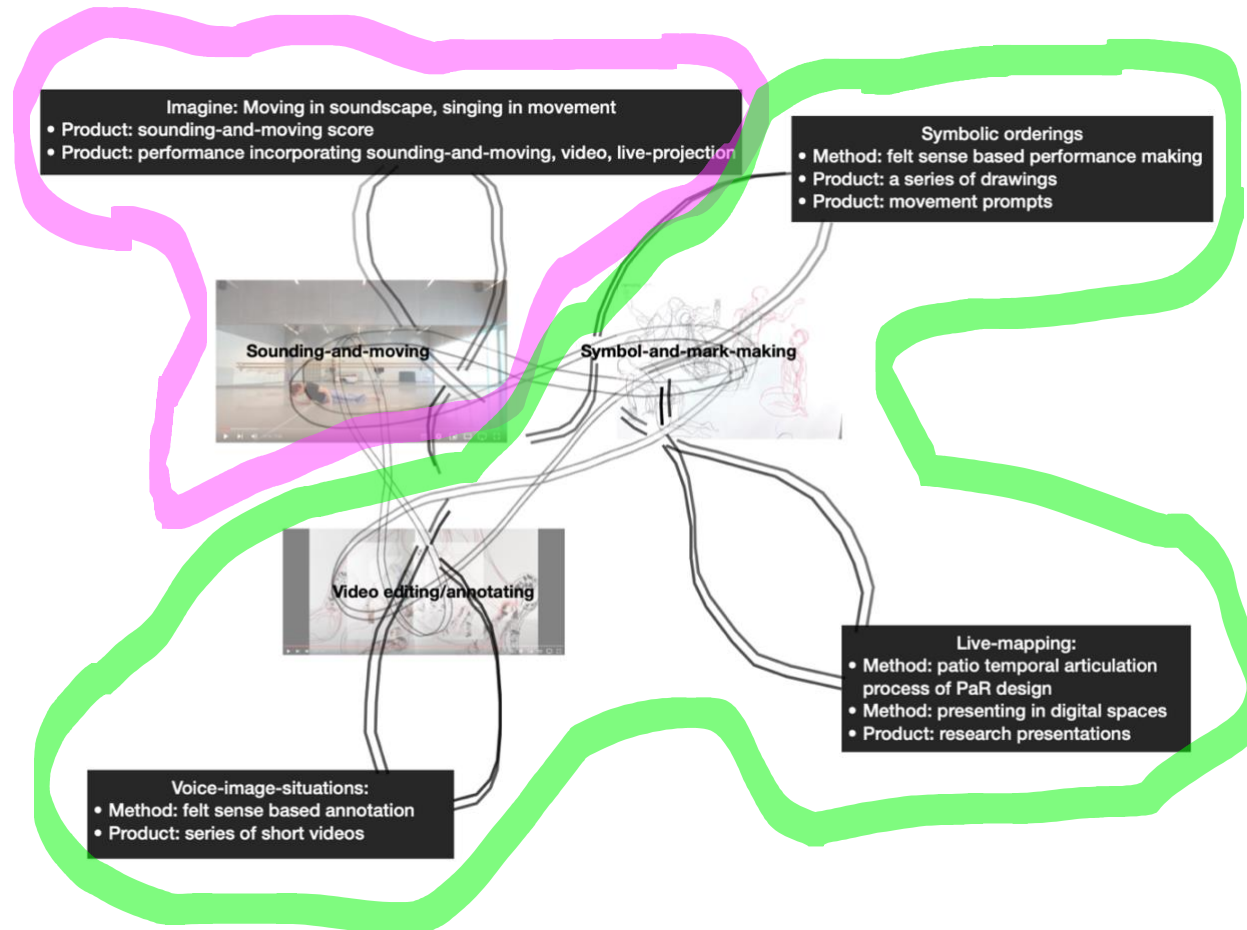 Imagine: Moving in soundscape, singing in movement
• Product: sounding-and-moving score
• Product: performance incorporating sounding-and-moving, video, live-projection
Symbolic orderings
• Method: felt sense based performance making
• Product: a series of drawings
• Product: movement prompts
Sounding-and-moving
Symbol-and-mark-making
Video editing/annotating
Live-mapping:
• Method: patio temporal articulation
process of PaR design
• Method: presenting in digital spaces
• Product: research presentations
Voice-image-situations:
• Method: felt sense based annotation
• Product: series of short videos